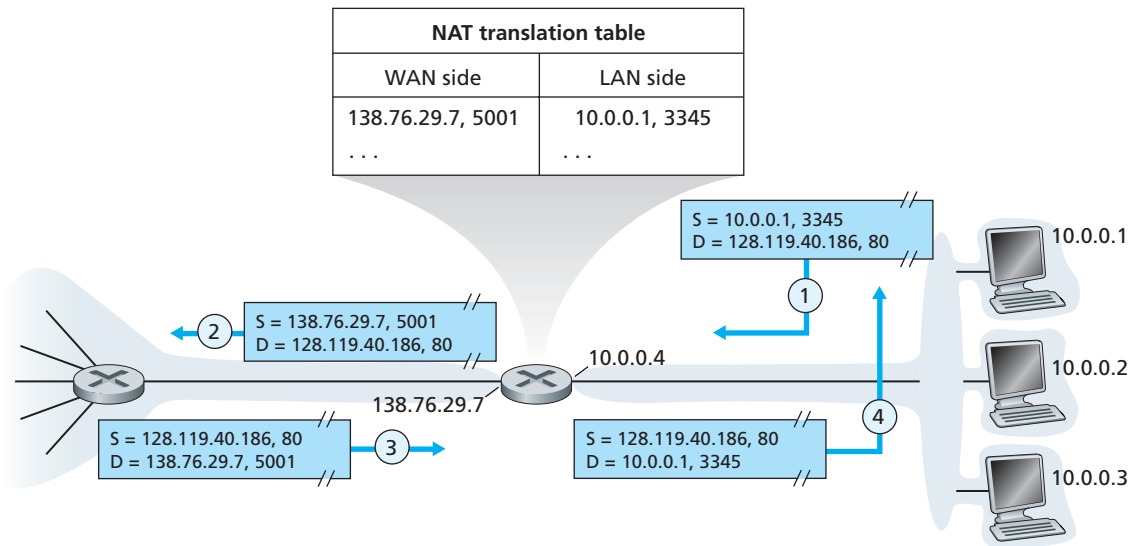 NAT translation table
WAN side LAN side
138.76.29.7, 5001 10.0.0.1, 3345
. . . . . .
S = 10.0.0.1, 3345
D = 128.119.40.186, 80
10.0.0.1
1
2
S = 138.76.29.7, 5001
D = 128.119.40.186, 80
10.0.0.4
10.0.0.2
138.76.29.7
4
S = 128.119.40.186, 80
D = 138.76.29.7, 5001
3
S = 128.119.40.186, 80
D = 10.0.0.1, 3345
10.0.0.3